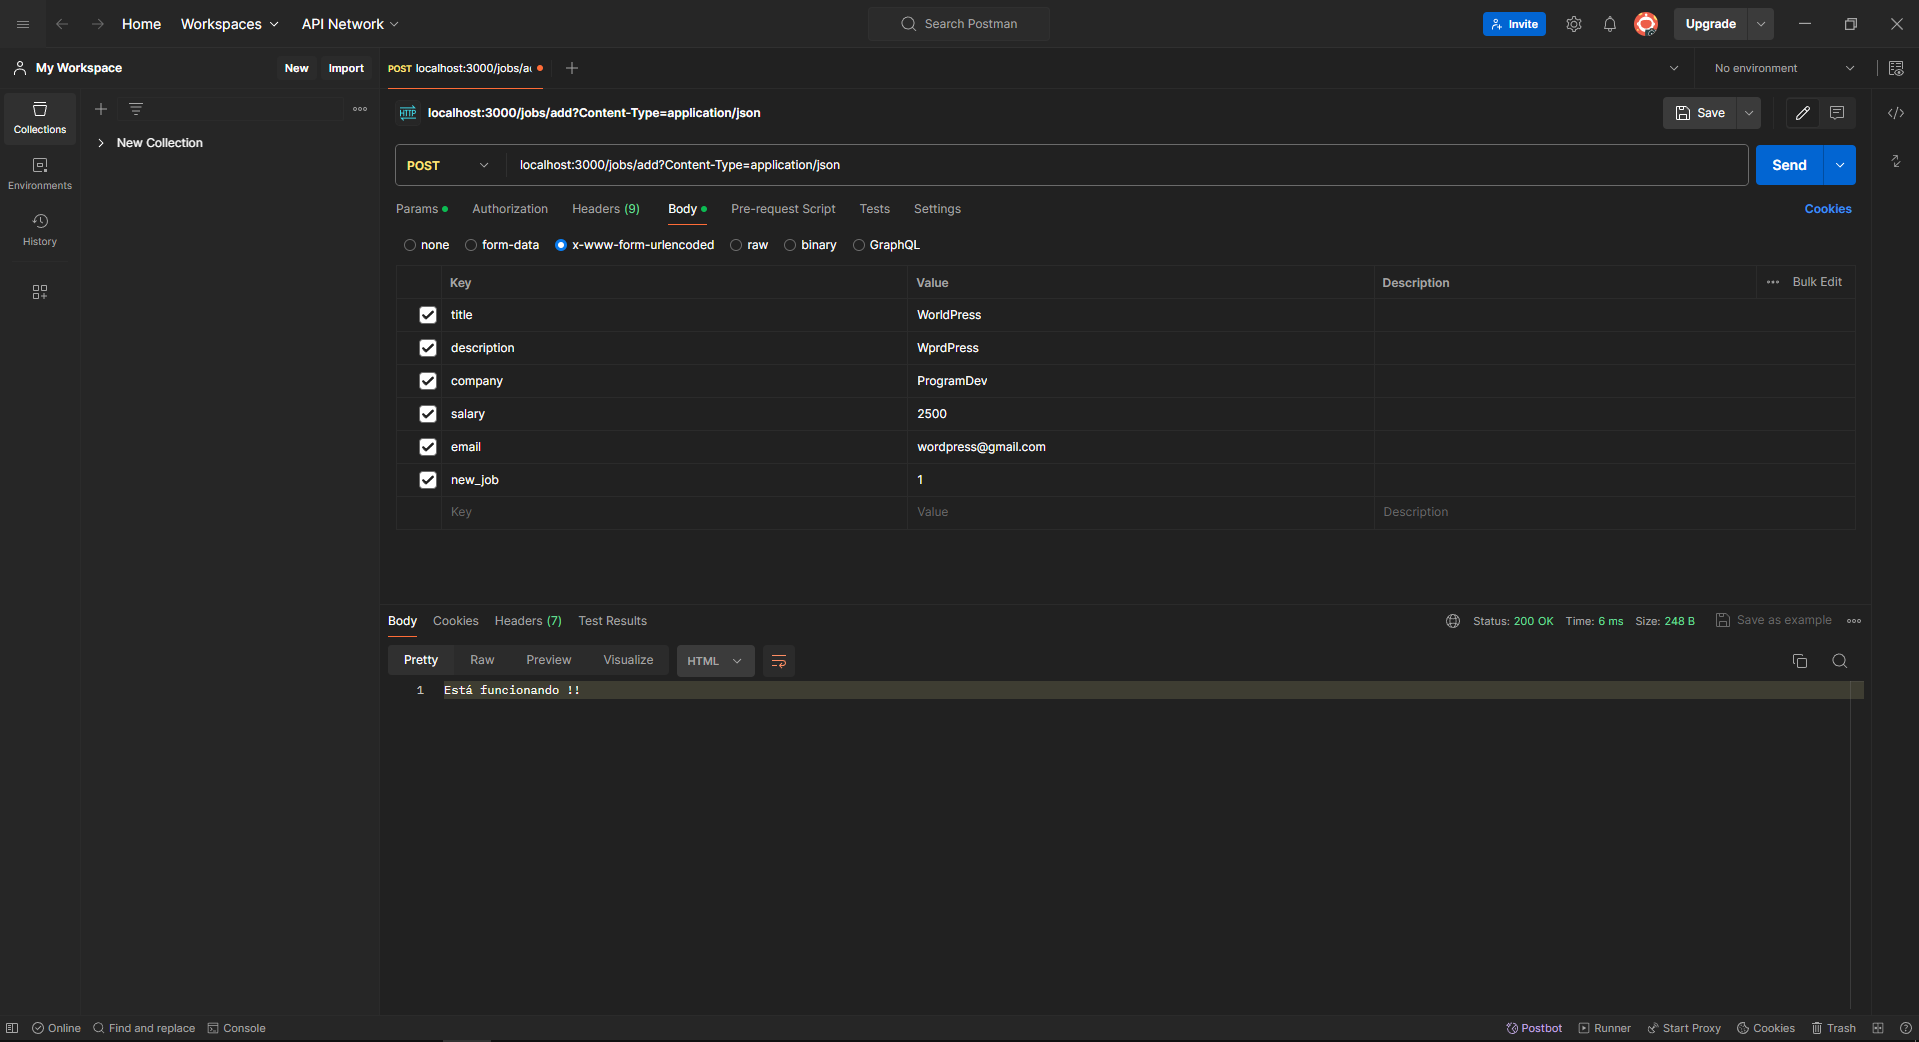 Home Workspaces API Network Search Postman Invite Upgrade
My Workspace New Import POST localhost:3000/jobs/a No environment
Collections
Environments
History
New Collection
HTTP localhost:3000/jobs/add?Content-Type=application/json Save
POST localhost:3000/jobs/add?Content-Type=application/json Send
Params Authorization Headers (9) Body Pre-request Script Tests Settings Cookies
none form-data x-www-form-urlencoded raw binary GraphQL
Key Value Description Bulk Edit
title WorldPress
description WprdPress
company ProgramDev
salary 2500
email wordpress@gmail.com
new_job 1
Key Value Description
Body Cookies Headers (7) Test Results Status: 200 OK Time: 6 ms Size: 248 B Save as example
Pretty Raw Preview Visualize HTML
1 Está funcionando !!
Online Find and replace Console Postbot Runner Start Proxy Cookies Trash